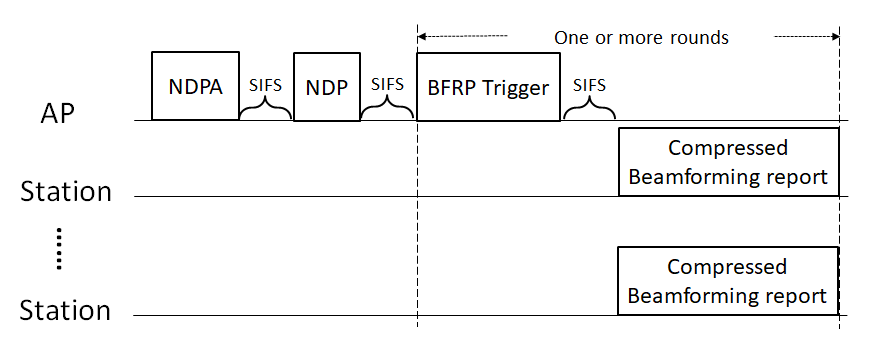 One or more rounds
NDPA
SIFS
NDP
SIFS
BFRP Trigger
SIFS
AP
Compressed
Beamforming report
Station
Compressed
Beamforming report
Station